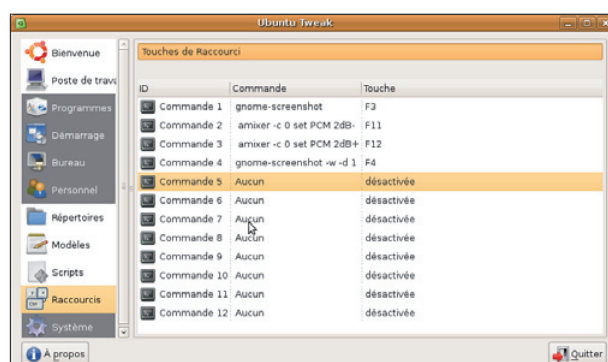 Ubuntu Tweak
Bienvenue
Poste de trava
Programmes
Démarrage
Bureau
Personnel
Répertoires
Modèles
Scripts
Raccourcis
Système
Touches de Raccourci
ID Commande Touche
Commande 1 gnome-screenshot F3
Commande 2 amixer -c 0 set PCM 2dB- F11
Commande 3 amixer -c 0 set PCM 2dB+ F12
Commande 4 gnome-screenshot -w -d 1 F4
Commande 5 Aucun désactivée
Commande 6 Aucun désactivée
Commande 7 Aucun désactivée
Commande 8 Aucun désactivée
Commande 9 Aucun désactivée
Commande 10 Aucun désactivée
Commande 11 Aucun désactivée
Commande 12 Aucun désactivée
À propos
Quitter